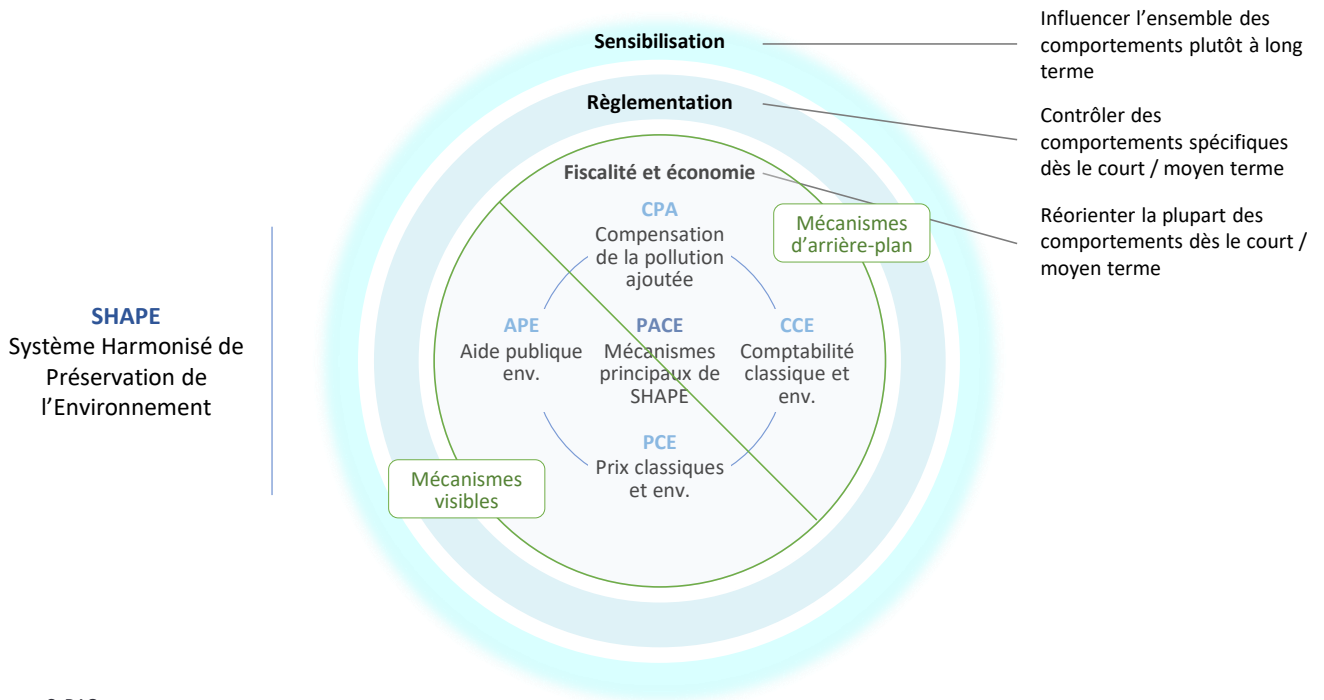 Sensibilisation
Influencer l’ensemble des
comportements plutôt à long
terme
Règlementation
Contrôler des
comportements spécifiques
dès le court / moyen terme
Fiscalité et économie
Réorienter la plupart des
comportements dès le court /
moyen terme
CPA
Compensation
de la pollution
ajoutée
Mécanismes
d’arrière-plan
SHAPE
Système Harmonisé de
Préservation de
l’Environnement
APE
Aide publique
env.
PACE
Mécanismes
principaux de
SHAPE
CCE
Comptabilité
classique et
env.
PCE
Prix classiques
et env.
Mécanismes
visibles